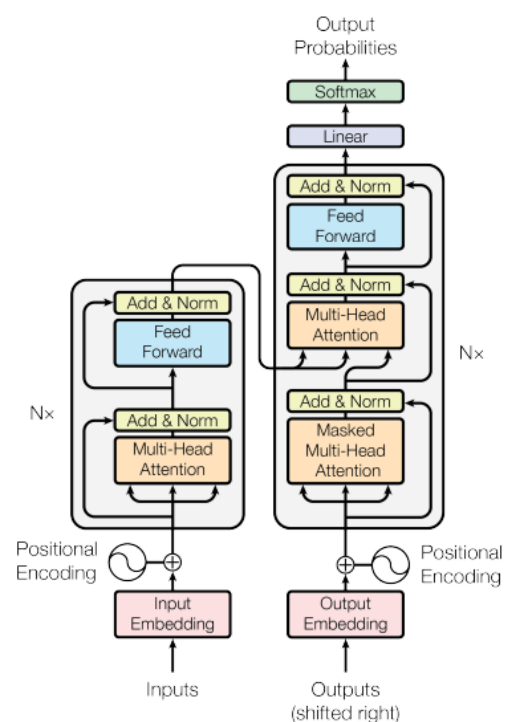 Output
Probabilities
Softmax
Linear
Add & Norm
Feed
Forward
Add & Norm
Multi-Head
Attention
Add & Norm
Masked
Multi-Head
Attention
Nx
Add & Norm
Feed
Forward
Add & Norm
Multi-Head
Attention
Nx
Positional
Encoding
Positional
Encoding
Input
Embedding
Output
Embedding
Inputs
Outputs
(shifted right)